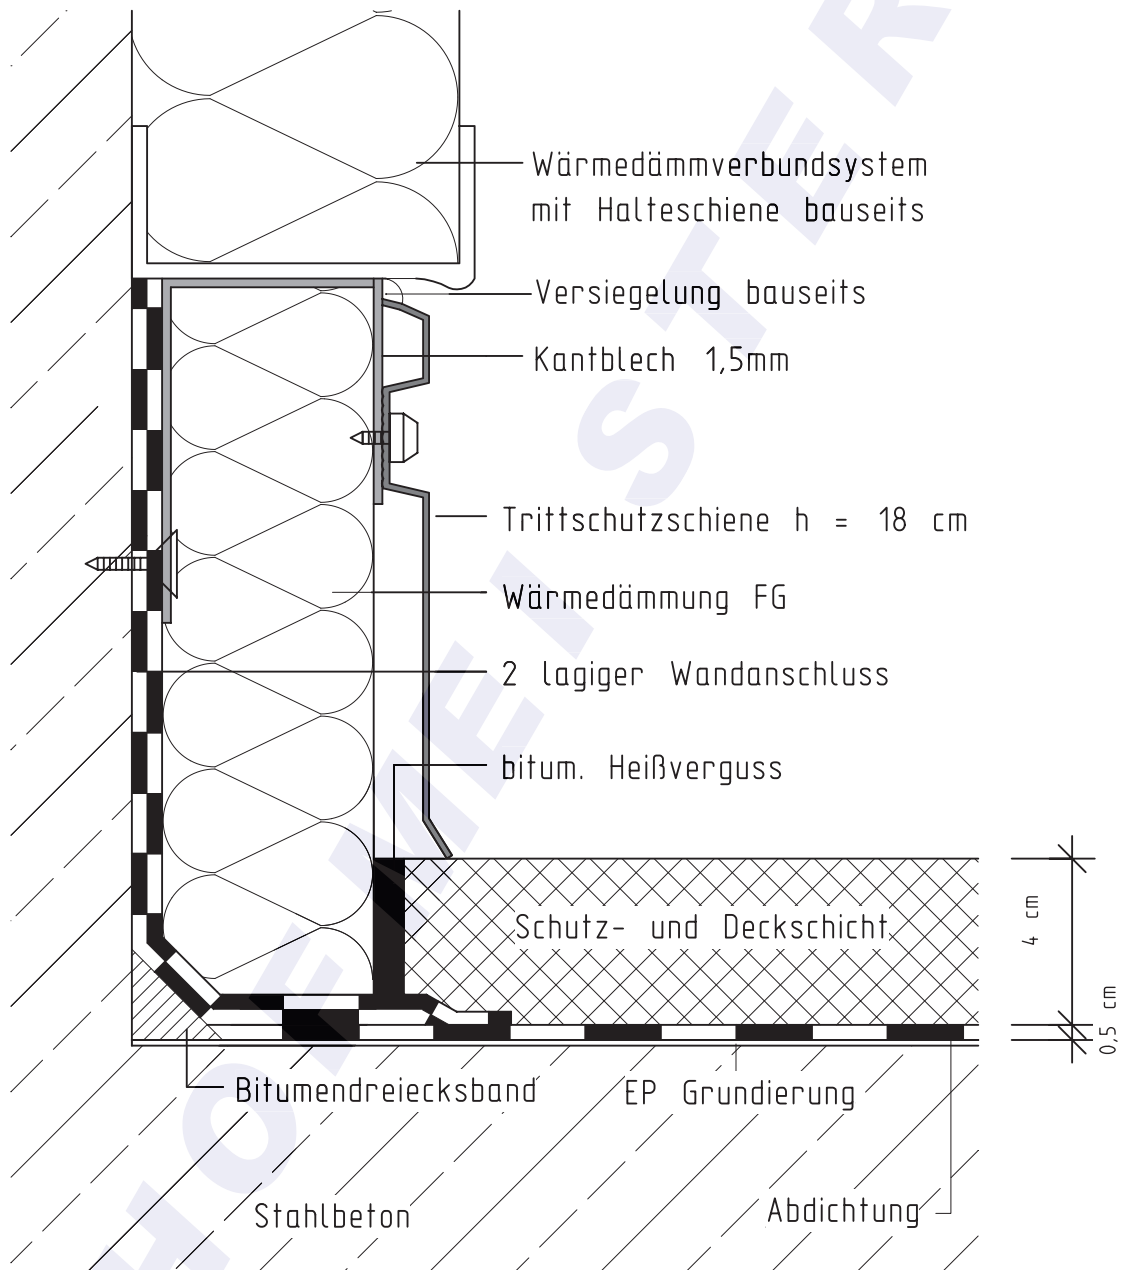 Wärmedämmverbundsystem
mit Halteschiene bauseits
Versiegelung bauseits
Kantblech 1,5mm
Trittschutzschiene h = 18 cm
Wärmedämmung FG
2 lagiger Wandanschluss
bitum. Heißverguss
Schutz- und Deckschicht
4 cm
0,5 cm
Bitumendreiecksband
EP Grundierung
Stahlbeton
Abdichtung
HOFMEISTER